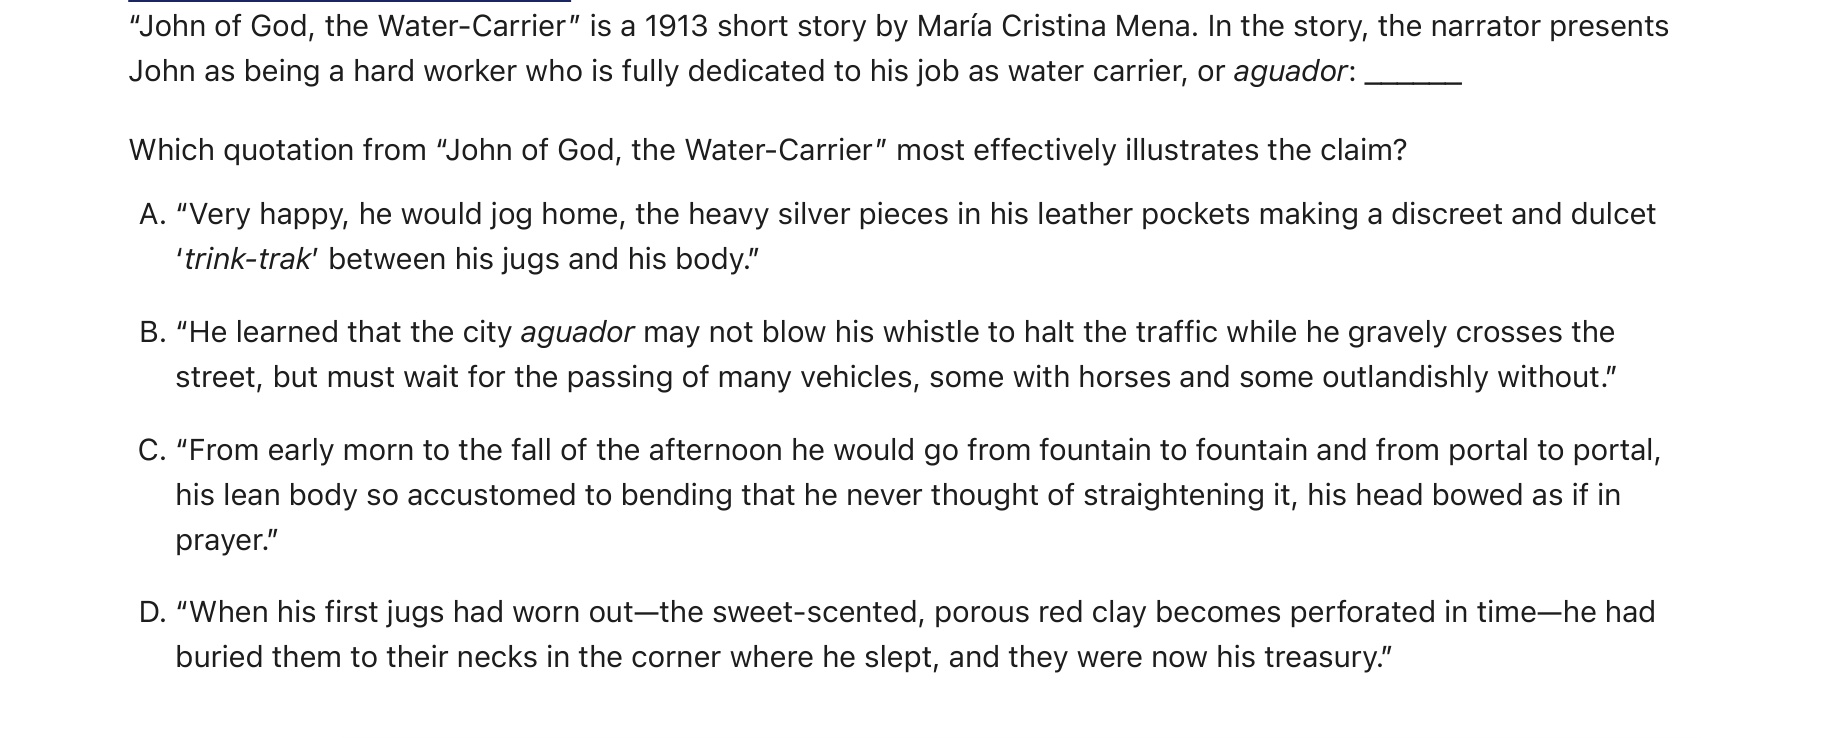 “John of God, the Water-Carrier” is a 1913 short story by María Cristina Mena. In the story, the narrator presents
John as being a hard worker who is fully dedicated to his job as water carrier, or aguador: ______
Which quotation from “John of God, the Water-Carrier” most effectively illustrates the claim?
A. “Very happy, he would jog home, the heavy silver pieces in his leather pockets making a discreet and dulcet
‘trink-trak’ between his jugs and his body.”
B. “He learned that the city aguador may not blow his whistle to halt the traffic while he gravely crosses the
street, but must wait for the passing of many vehicles, some with horses and some outlandishly without.”
C. “From early morn to the fall of the afternoon he would go from fountain to fountain and from portal to portal,
his lean body so accustomed to bending that he never thought of straightening it, his head bowed as if in
prayer.”
D. “When his first jugs had worn out—the sweet-scented, porous red clay becomes perforated in time—he had
buried them to their necks in the corner where he slept, and they were now his treasury.”